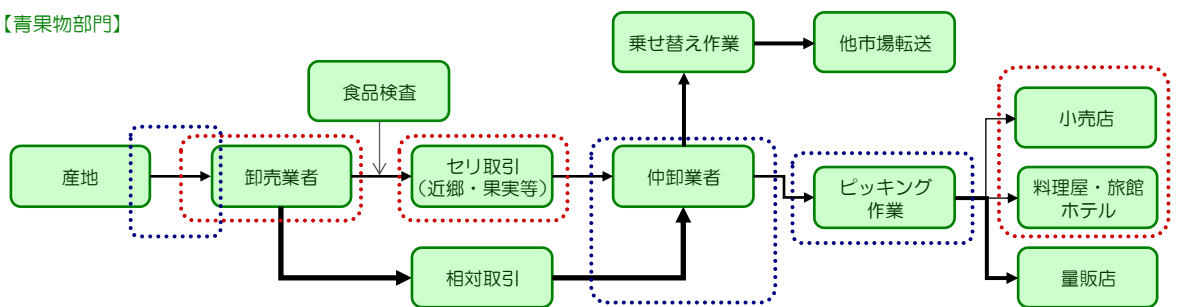 【青果物部門】
乗せ替え作業
他市場転送
食品検査
小売店
産地
卸売業者
セリ取引
（近郷・果実等）
仲卸業者
ピッキング
作業
料理屋・旅館
ホテル
相対取引
量販店